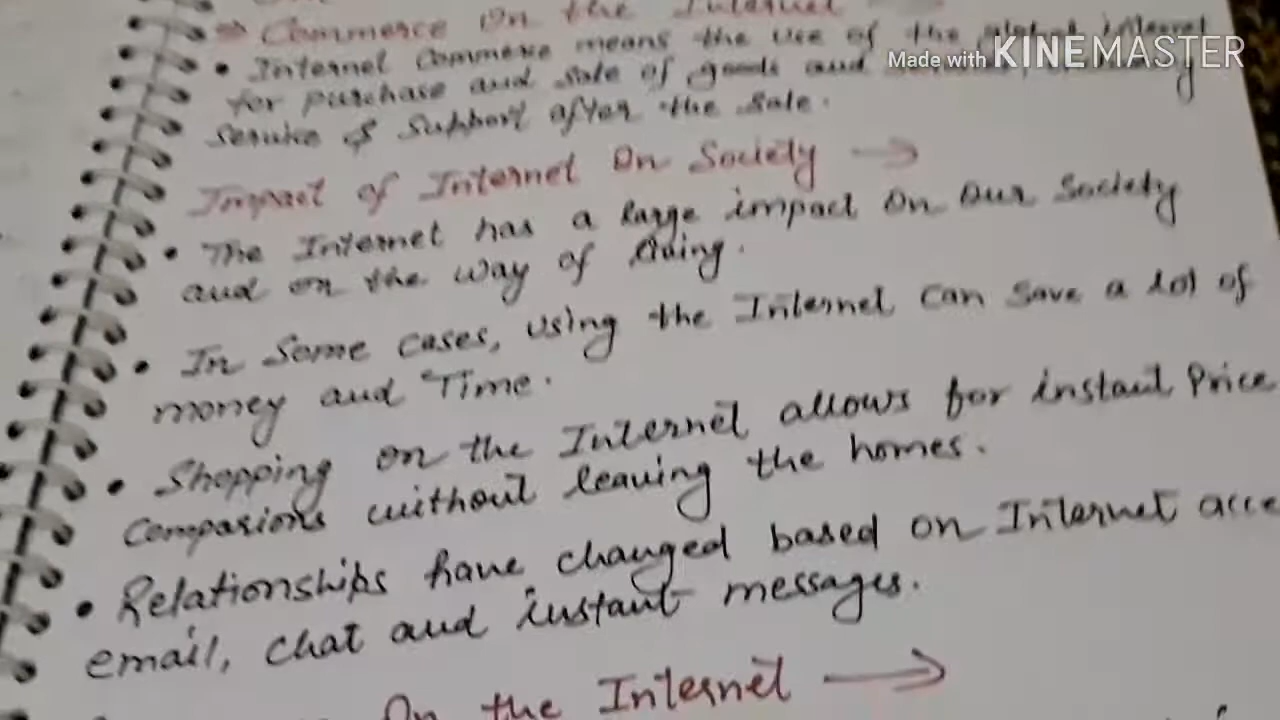 ⇒ Commerce On the Internet
• Internet Commerce means the use of the global internet
for purchase and sale of goods and
service & Support after the sale.
Impact of Internet On Society →
• The Internet has a large impact On Our Society
and on the way of living.
• In Some cases, using the Internet can save a lot of
money and Time.
• Shopping on the Internet allows for instant Price
Comparions without leaving the homes.
• Relationships have changed based on Internet acce
email, chat and instant messages.
On the Internet →
Made with KINEMASTER